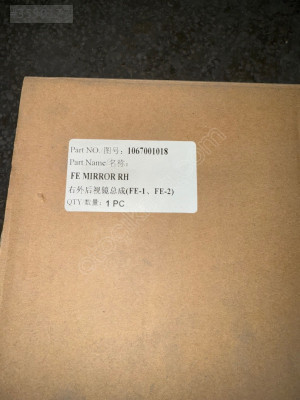 Part NO. 图号: 1067001018
Part Name 名称:
FE MIRROR RH
右外后视镜总成(FE-1、FE-2)
QTY 数量: 1 PC